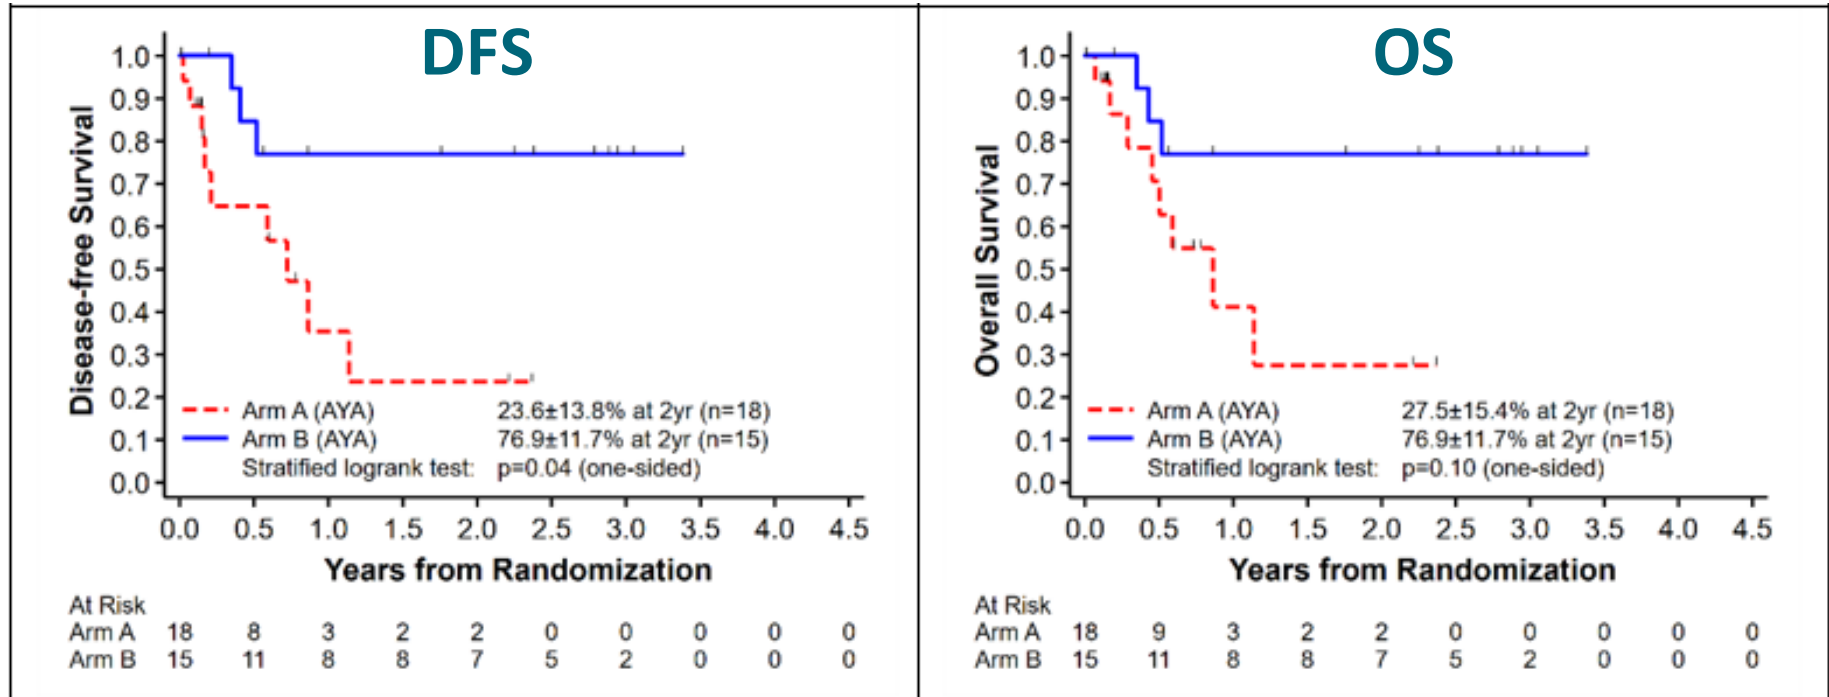 DFS
Disease-free Survival
1.0
0.9
0.8
0.7
0.6
0.5
0.4
0.3
0.2
0.1
0.0
Arm A (AYA) 23.6±13.8% at 2yr (n=18)
Arm B (AYA) 76.9±11.7% at 2yr (n=15)
Stratified logrank test: p=0.04 (one-sided)
0.0 0.5 1.0 1.5 2.0 2.5 3.0 3.5 4.0 4.5
Years from Randomization
At Risk
Arm A 18 8 3 2 2 0 0 0 0 0
Arm B 15 11 8 8 7 5 2 0 0 0
OS
Overall Survival
1.0
0.9
0.8
0.7
0.6
0.5
0.4
0.3
0.2
0.1
0.0
Arm A (AYA) 27.5±15.4% at 2yr (n=18)
Arm B (AYA) 76.9±11.7% at 2yr (n=15)
Stratified logrank test: p=0.10 (one-sided)
0.0 0.5 1.0 1.5 2.0 2.5 3.0 3.5 4.0 4.5
Years from Randomization
At Risk
Arm A 18 9 3 2 2 0 0 0 0 0
Arm B 15 11 8 8 7 5 2 0 0 0